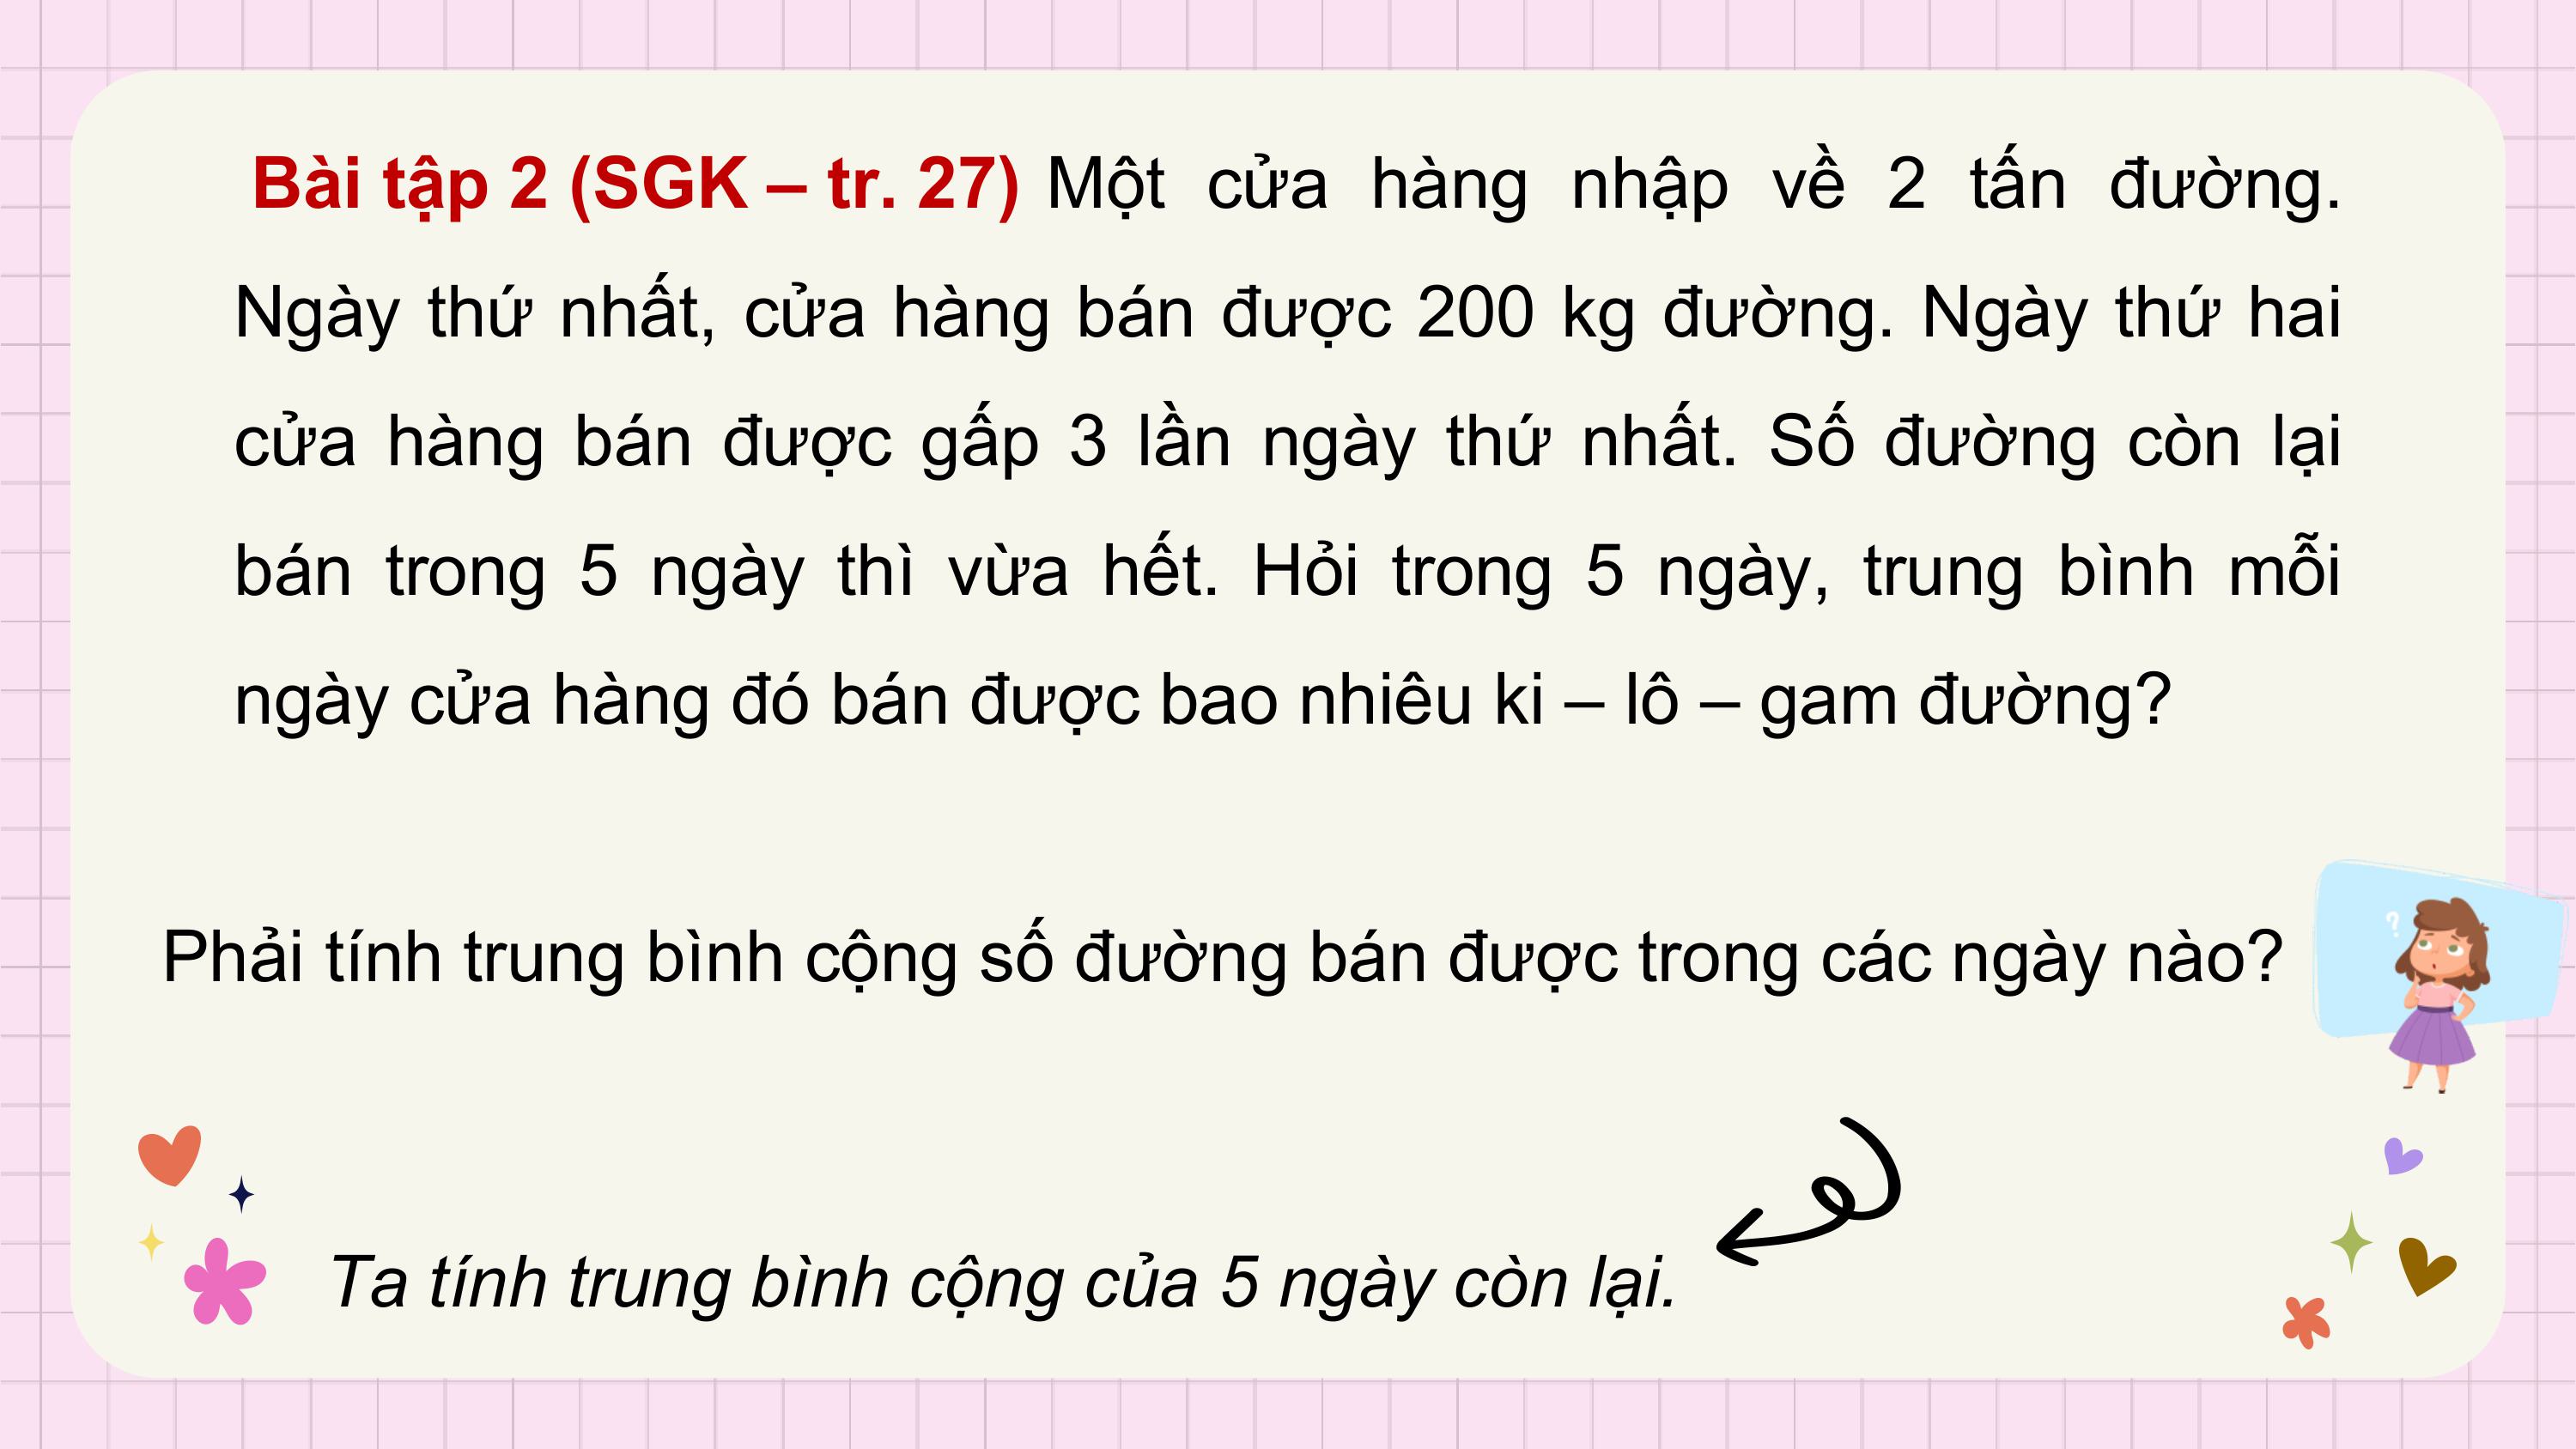 Bài tập 2 (SGK – tr. 27) Một cửa hàng nhập về 2 tấn đường.
Ngày thứ nhất, cửa hàng bán được 200 kg đường. Ngày thứ hai
cửa hàng bán được gấp 3 lần ngày thứ nhất. Số đường còn lại
bán trong 5 ngày thì vừa hết. Hỏi trong 5 ngày, trung bình mỗi
ngày cửa hàng đó bán được bao nhiêu ki – lô – gam đường?
Phải tính trung bình cộng số đường bán được trong các ngày nào?
?
Ta tính trung bình cộng của 5 ngày còn lại.